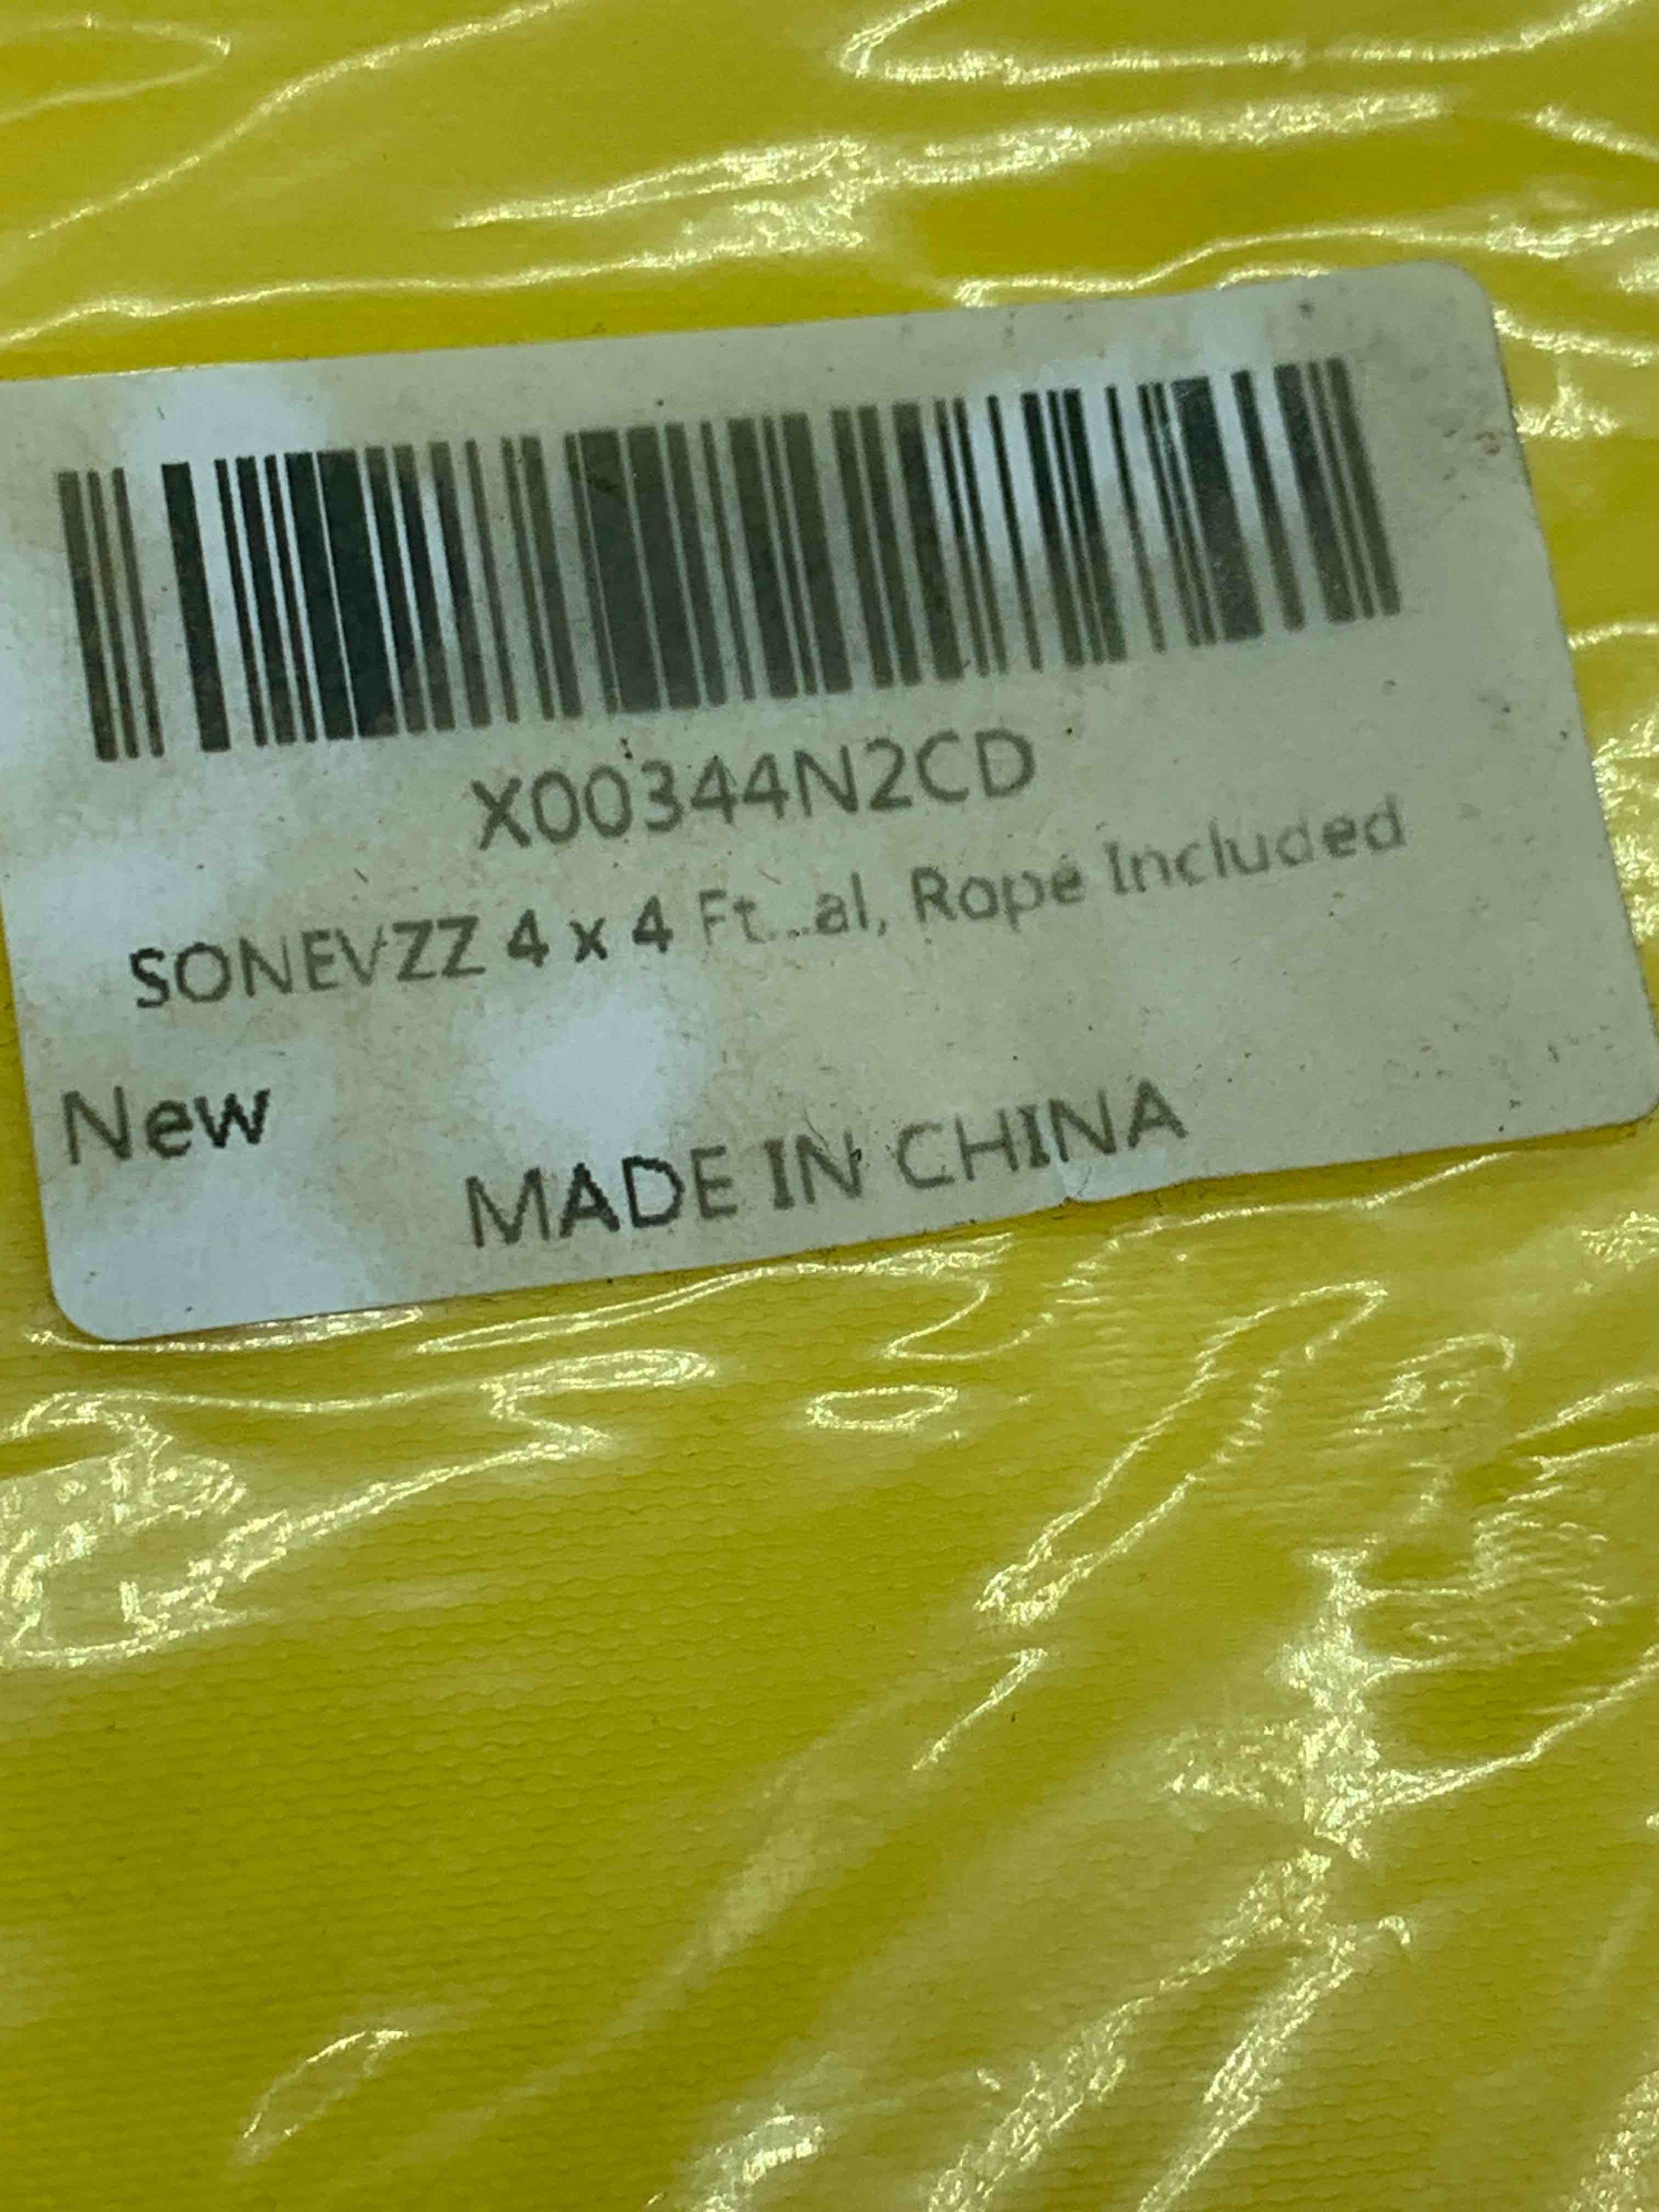 X00344N2CD
SONEVZZ 4 x 4 Ft...al, Rope Included
New
MADE IN CHINA